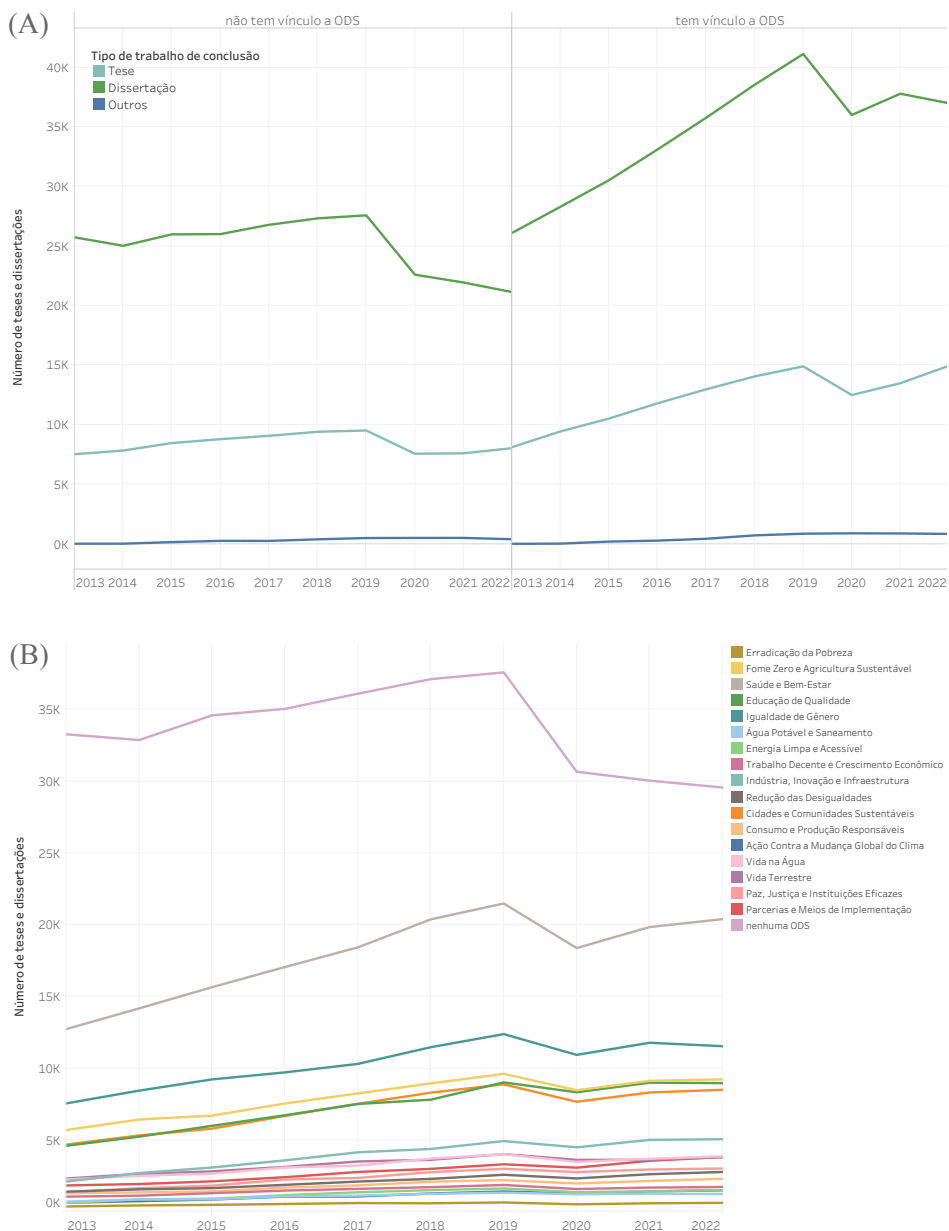 (A)
não tem vínculo a ODS
tem vínculo a ODS
Tipo de trabalho de conclusão
Tese
Dissertação
Outros
Número de teses e dissertações
40K
35K
30K
25K
20K
15K
10K
5K
0K
2013 2014 2015 2016 2017 2018 2019 2020 2021 2022 2013 2014 2015 2016 2017 2018 2019 2020 2021 2022
(B)
Número de teses e dissertações
35K
30K
25K
20K
15K
10K
5K
0K
2013 2014 2015 2016 2017 2018 2019 2020 2021 2022
Erradicação da Pobreza
Fome Zero e Agricultura Sustentável
Saúde e Bem-Estar
Educação de Qualidade
Igualdade de Gênero
Água Potável e Saneamento
Energia Limpa e Acessível
Trabalho Decente e Crescimento Econômico
Indústria, Inovação e Infraestrutura
Redução das Desigualdades
Cidades e Comunidades Sustentáveis
Consumo e Produção Responsáveis
Ação Contra a Mudança Global do Clima
Vida na Água
Vida Terrestre
Paz, Justiça e Instituições Eficazes
Parcerias e Meios de Implementação
nenhuma ODS